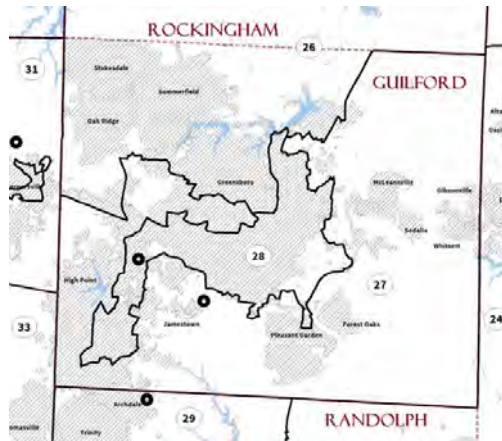 ROCKINGHAM
26
31
Stokesdale
GUILFORD
Summerfield
Oak Ridge
Greensboro
McLeansville
Gibsonville
Sedalia
Whitsett
28
High Point
27
33
Jamestown
Forest Oaks
24
Pleasant Garden
Archdale
29
RANDOLPH
Trinity